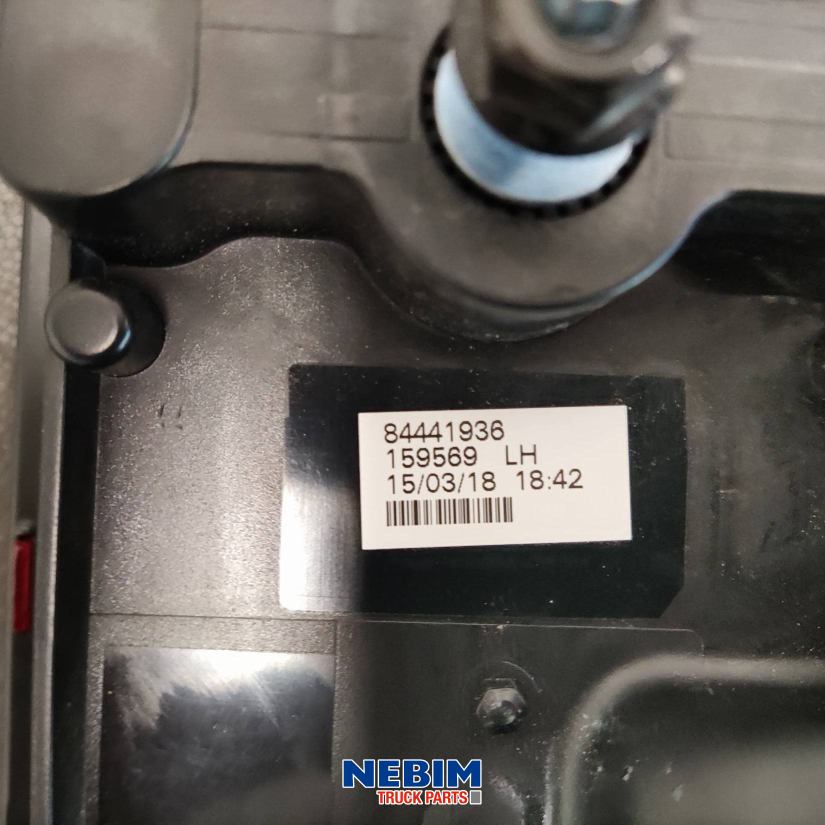 84441936
159569 LH
15/03/18 18:42
NEBIM
TRUCK PARTS